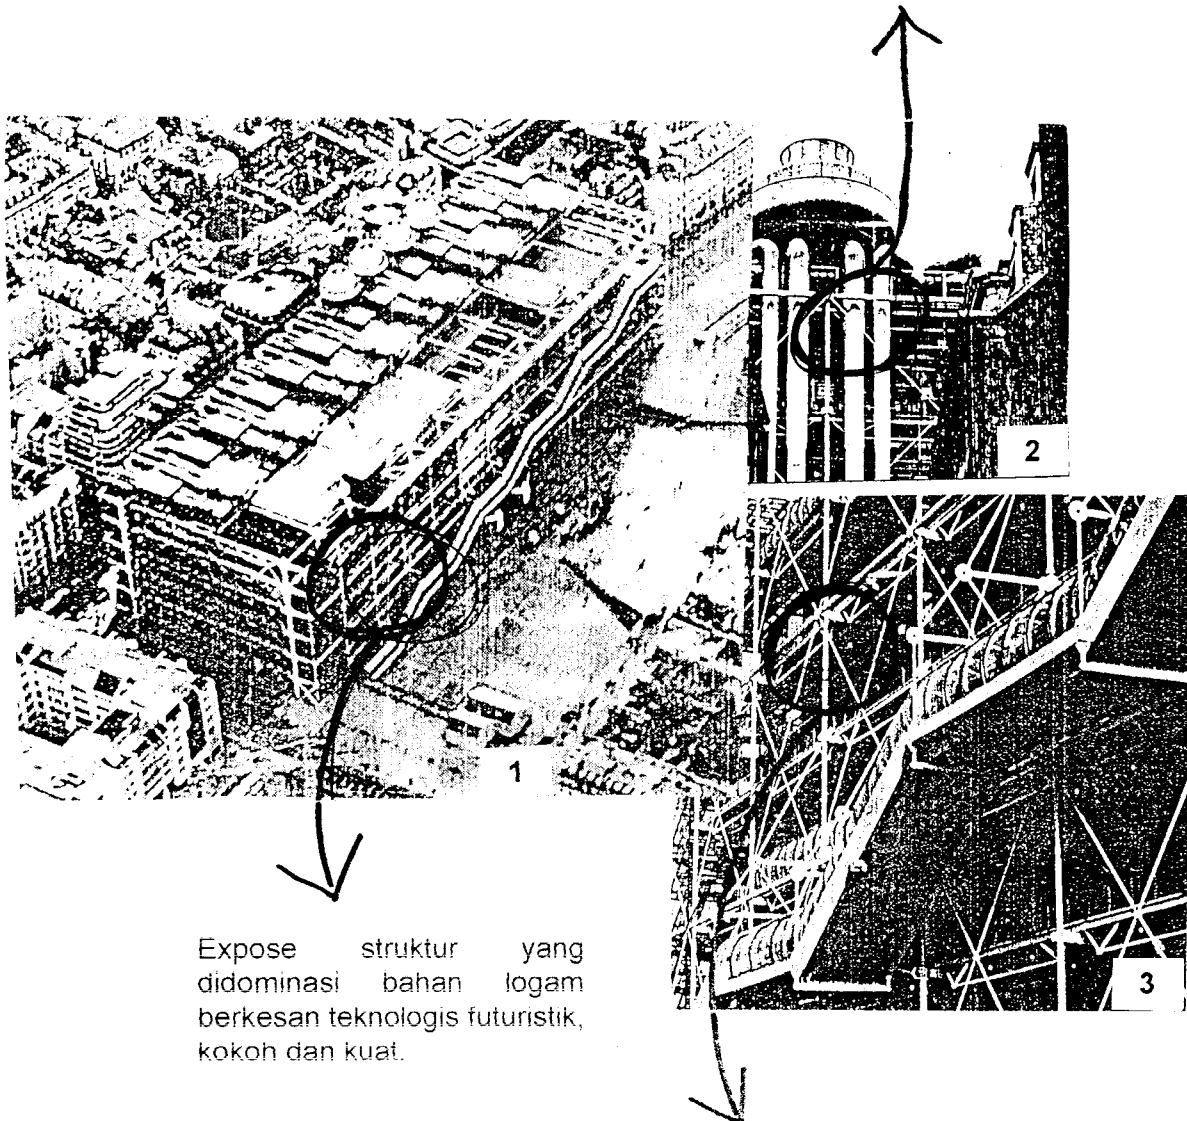 2
1
3
Expose struktur yang
didominasi bahan logam
berkesan teknologis futuristik,
kokoh dan kuat.